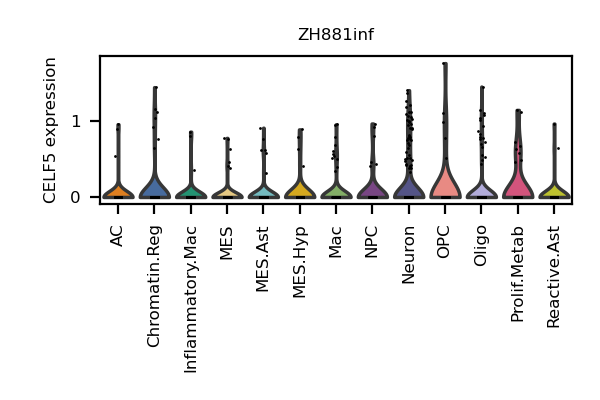 ZH881inf
CELF5 expression
1
0
AC
Chromatin.Reg
Inflammatory.Mac
MES
MES.Ast
MES.Hyp
Mac
NPC
Neuron
OPC
Oligo
Prolif.Metab
Reactive.Ast